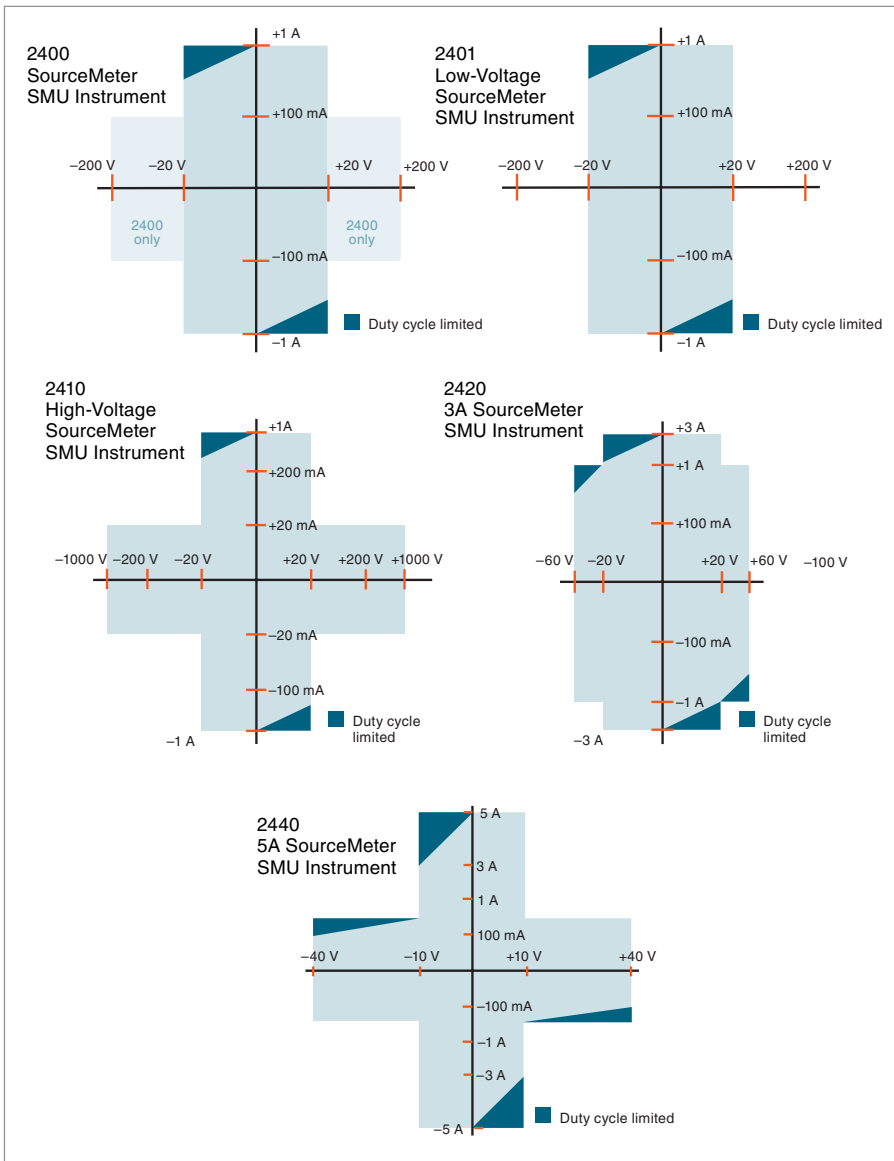 2400
SourceMeter
SMU Instrument
+1 A
+100 mA
–200 V
–20 V
+20 V
+200 V
2400
only
2400
only
–100 mA
–1 A
Duty cycle limited
2401
Low-Voltage
SourceMeter
SMU Instrument
+1 A
+100 mA
–200 V
–20 V
+20 V
+200 V
–100 mA
–1 A
Duty cycle limited
2410
High-Voltage
SourceMeter
SMU Instrument
+1A
+200 mA
+20 mA
–1000 V
–200 V
–20 V
+20 V
+200 V
+1000 V
–20 mA
–100 mA
–1 A
Duty cycle
limited
2420
3A SourceMeter
SMU Instrument
+3 A
+1 A
+100mA
–60 V
–20 V
+20 V
+60 V
–100 V
–100 mA
–1 A
–3 A
Duty cycle
limited
2440
5A SourceMeter
SMU Instrument
5 A
3 A
1 A
100 mA
–40 V
–10 V
+10 V
+40 V
–100 mA
–1 A
–3 A
–5 A
Duty cycle limited